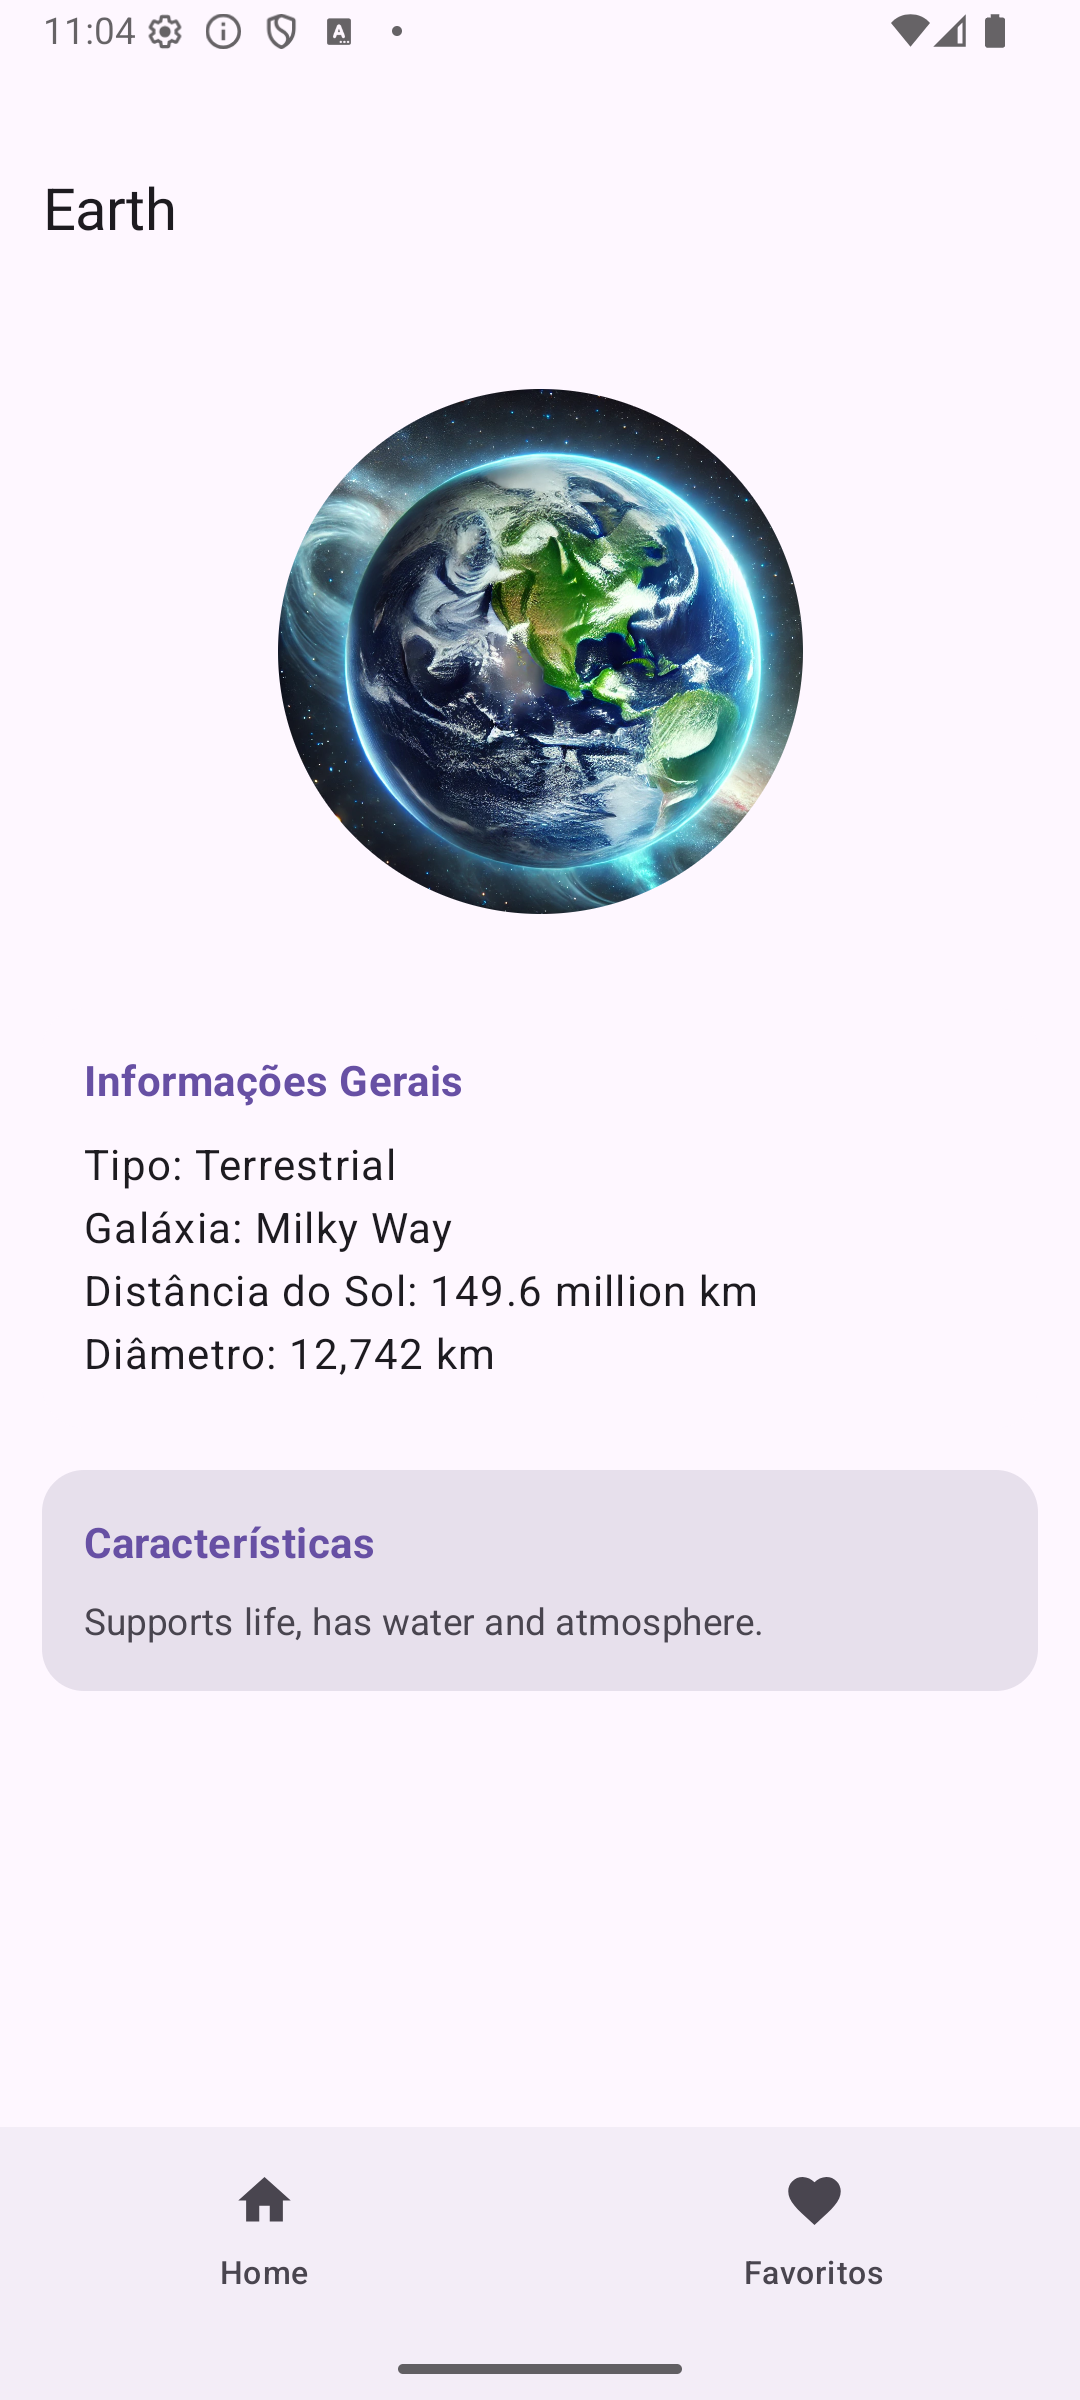 11:04
Earth
Informações Gerais
Tipo: Terrestrial
Galáxia: Milky Way
Distância do Sol: 149.6 million km
Diâmetro: 12,742 km
Características
Supports life, has water and atmosphere.
Home
Favoritos